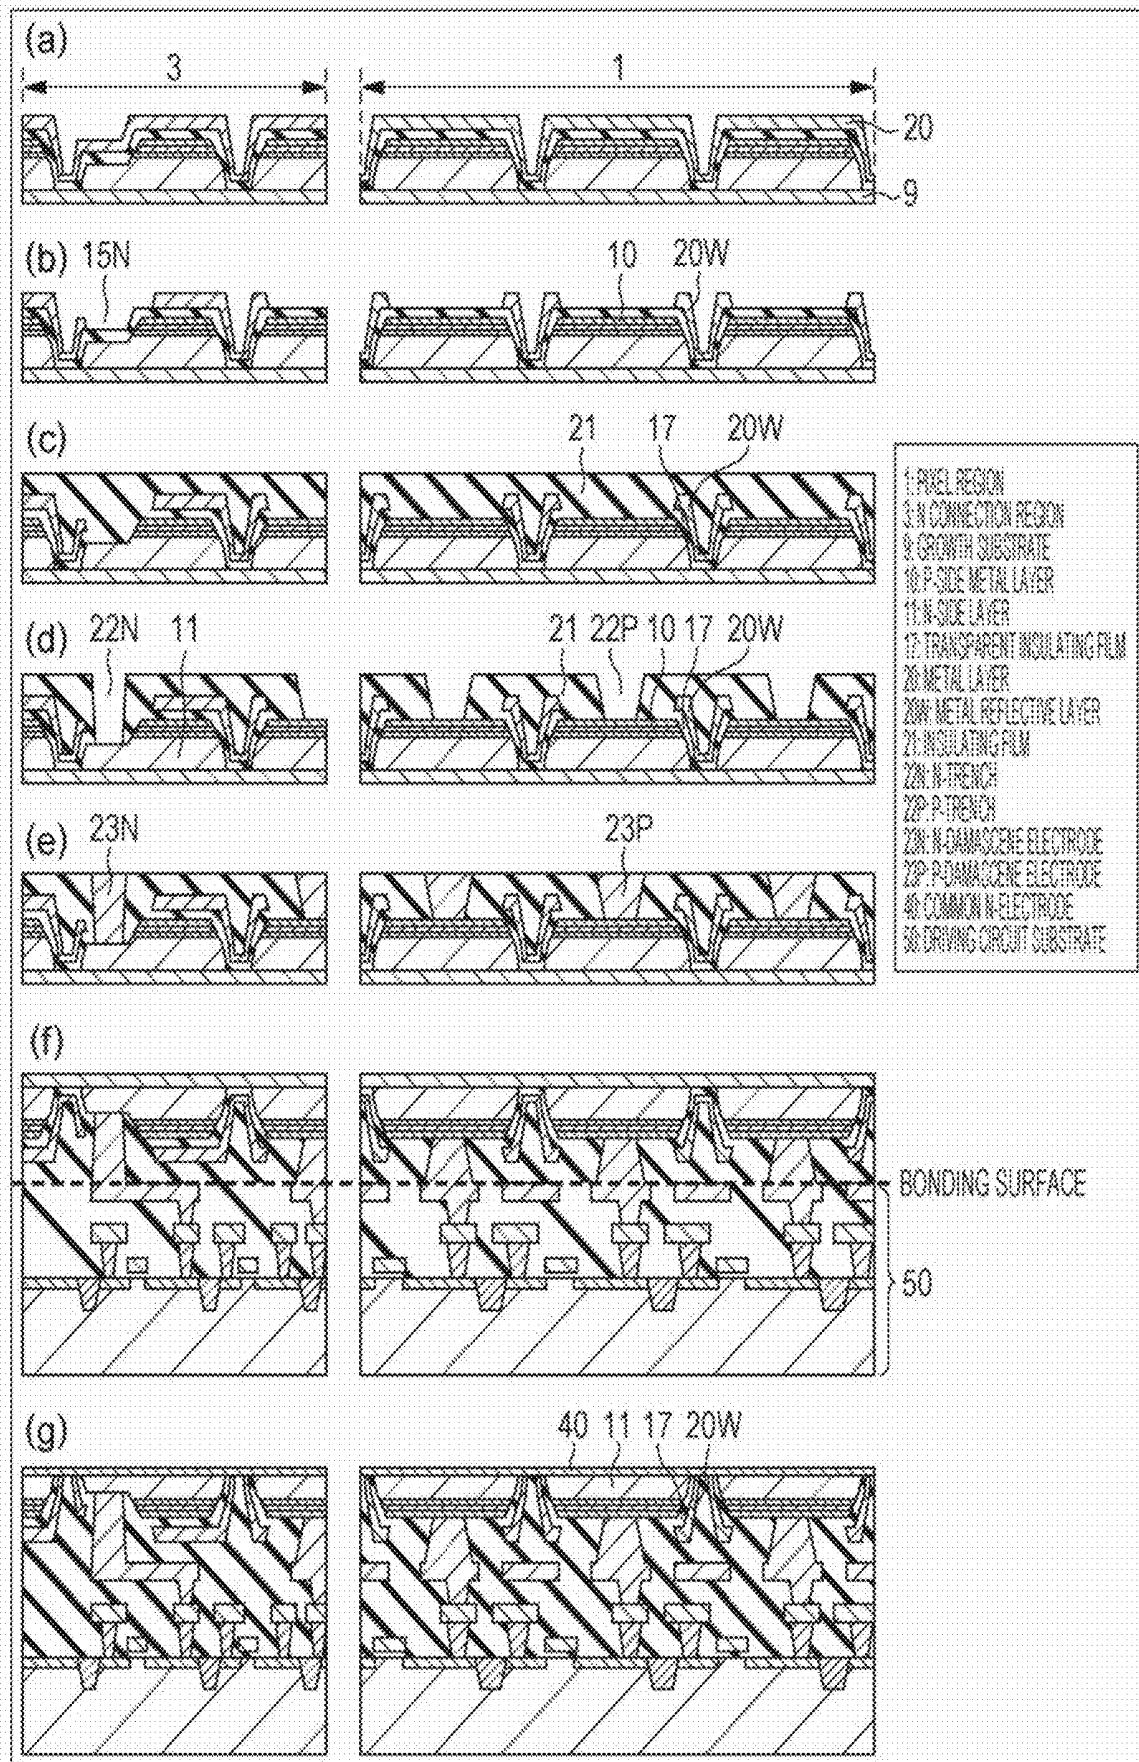 (a)
3
1
20
9
(b)
15N
10
20W
(c)
21
17
20W
1: PIXEL REGION
3: N CONNECTION REGION
9: GROWTH SUBSTRATE
10: P-SIDE METAL LAYER
11: N-SIDE LAYER
17: TRANSPARENT INSULATING FILM
20: METAL LAYER
20W: METAL REFLECTIVE LAYER
21: INSULATING FILM
22N: N-TRENCH
22P: P-TRENCH
23N: N-DAMASCENE ELECTRODE
23P: P-DAMASCENE ELECTRODE
40: COMMON N-ELECTRODE
50: DRIVING CIRCUIT SUBSTRATE
(d)
22N
11
21
22P
10
17
20W
(e)
23N
23P
(f)
BONDING SURFACE
50
(g)
40
11
17
20W